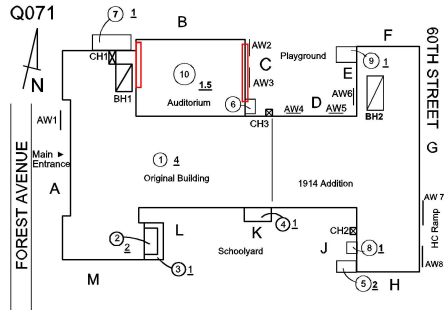 Q071
N
FOREST AVENUE
60TH STREET
7 1
B
F
CH1
AW2
Playground
9 1
C
10 1.5
AW3
E
BH1
Auditorium
AW6
BH2
AW1
6
D
AW4
AW5
CH3
G
Main
Entrance
1 4
A
Original Building
1914 Addition
AW 7
HC Ramp
4 1
CH2
L
K
2
2
Schoolyard
J
8 1
3 1
AW8
M
5 2
H